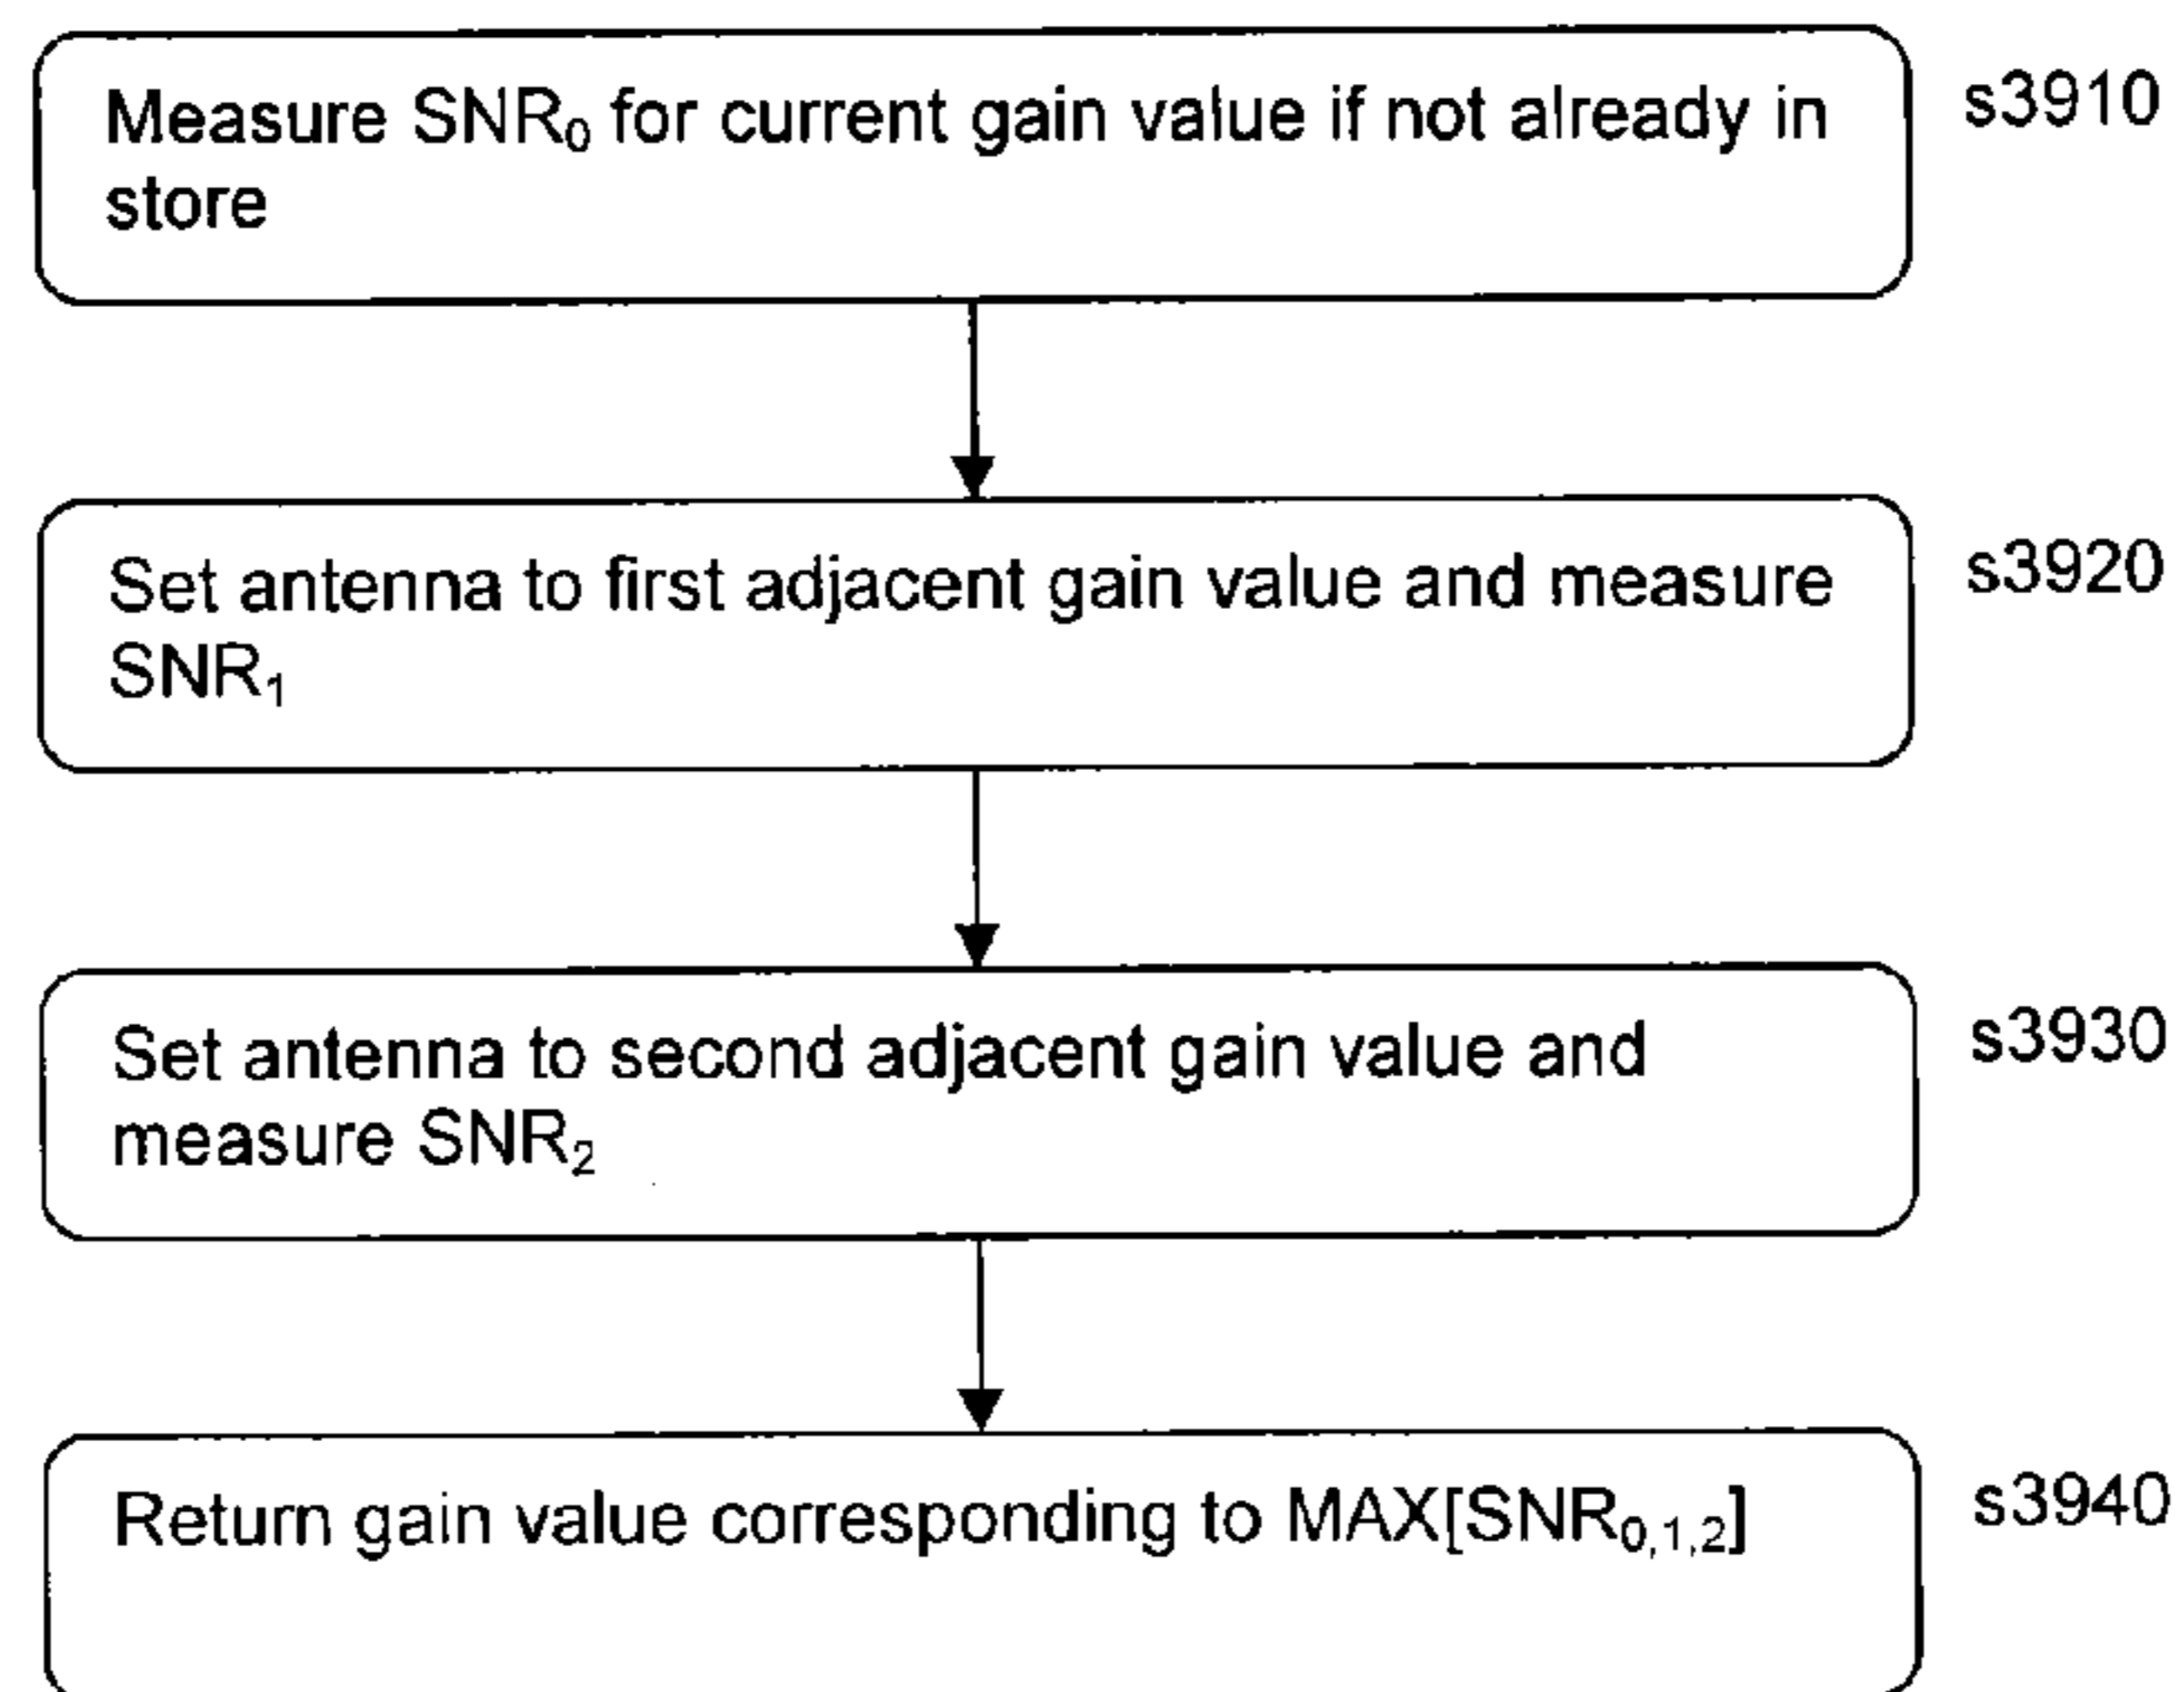 Measure SNR₀ for current gain value if not already in
store
s3910
Set antenna to first adjacent gain value and measure
SNR₁
s3920
Set antenna to second adjacent gain value and
measure SNR₂
s3930
Return gain value corresponding to MAX[SNR₀,₁,₂]
s3940